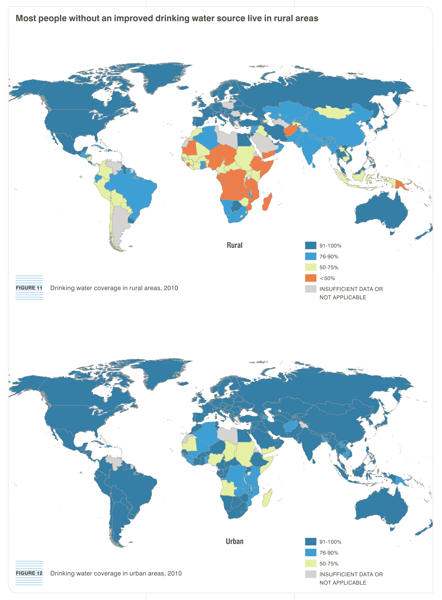 Most people without an improved drinking water source live in rural areas
Rural
91-100%
76-90%
50-75%
<50%
INSUFFICIENT DATA OR
NOT APPLICABLE
FIGURE 11 Drinking water coverage in rural areas, 2010
Urban
91-100%
76-90%
50-75%
INSUFFICIENT DATA OR
NOT APPLICABLE
FIGURE 12 Drinking water coverage in urban areas, 2010